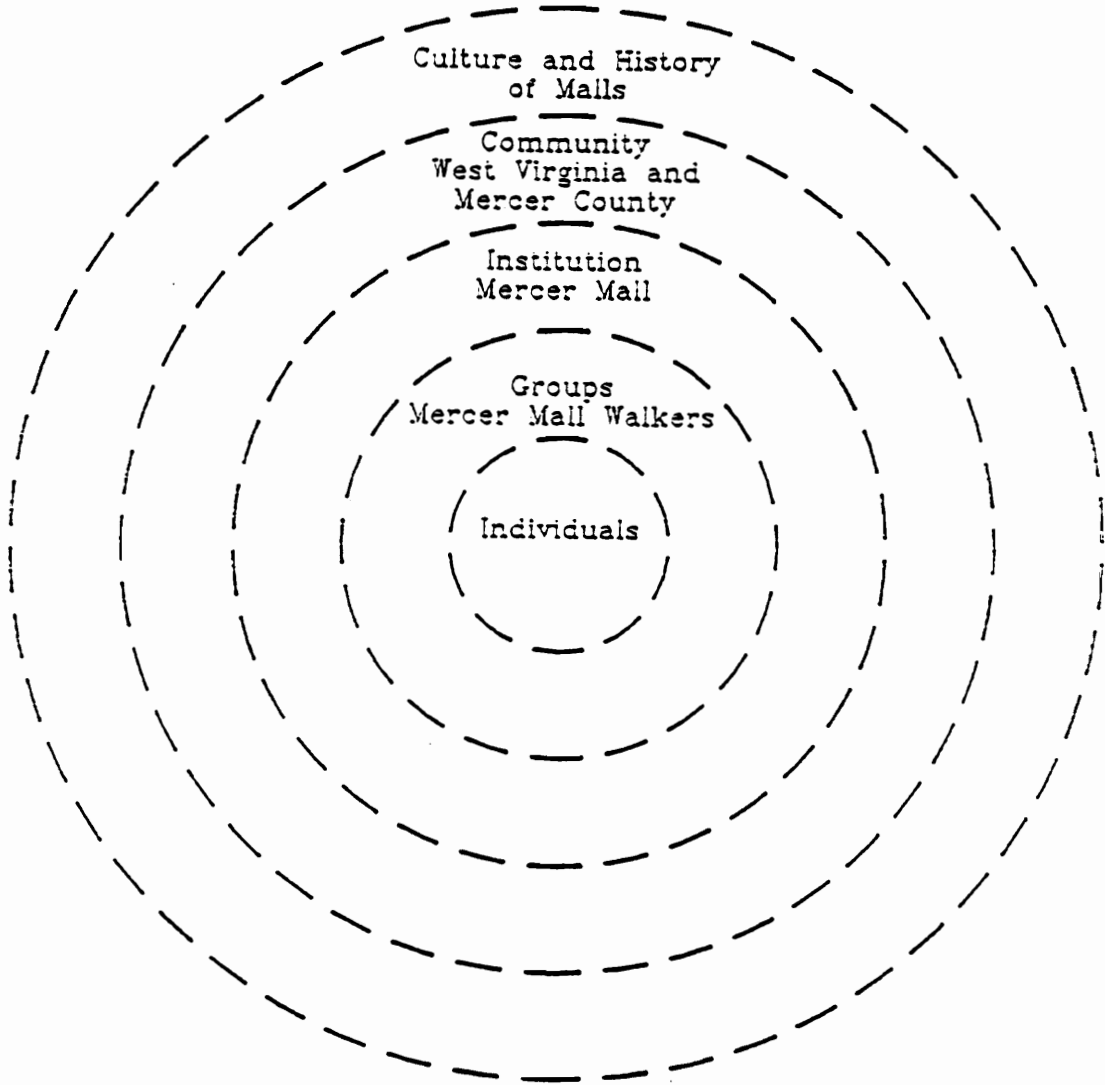 Culture and History
of Malls
Community
West Virginia and
Mercer County
Institution
Mercer Mall
Groups
Mercer Mall Walkers
Individuals